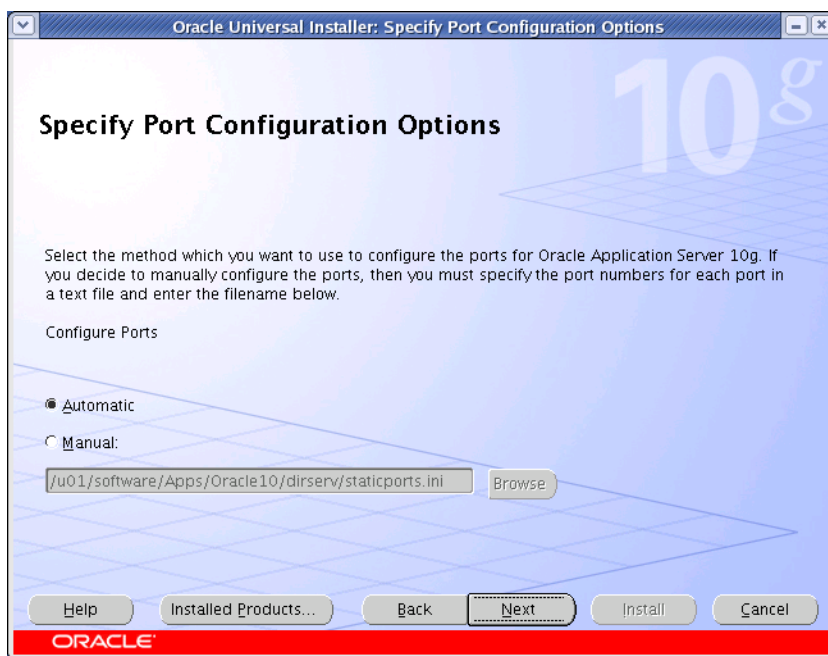 Oracle Universal Installer: Specify Port Configuration Options
10g
Specify Port Configuration Options
Select the method which you want to use to configure the ports for Oracle Application Server 10g. If
you decide to manually configure the ports, then you must specify the port numbers for each port in
a text file and enter the filename below.
Configure Ports
Automatic
Manual:
/u01/software/Apps/Oracle10/dirserv/staticports.ini Browse
Help Installed Products... Back Next Install Cancel
ORACLE